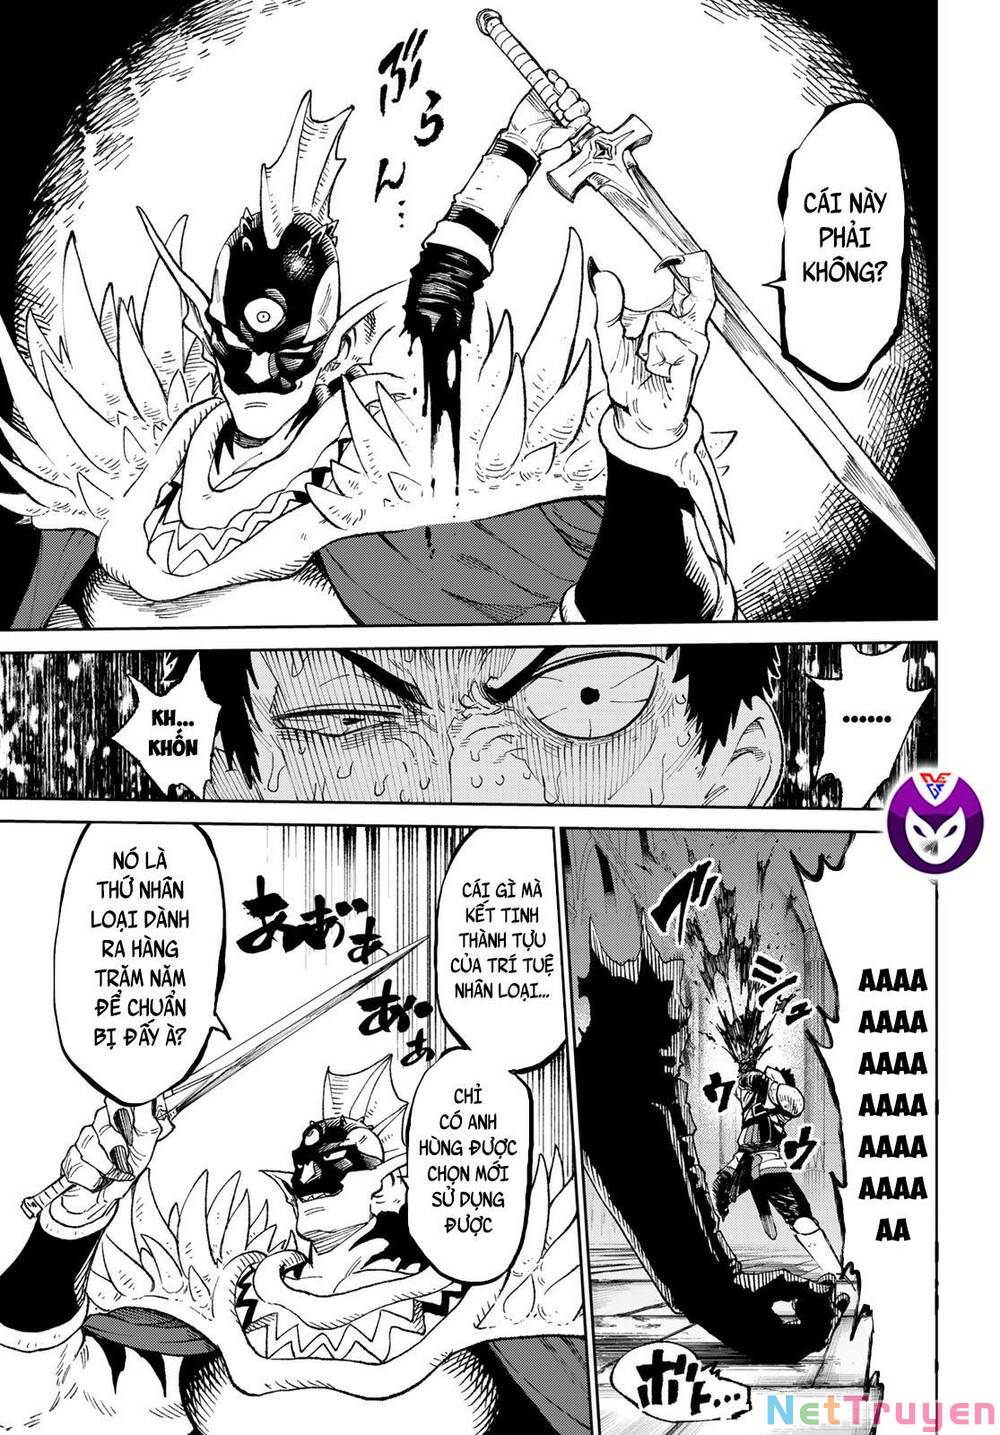 ぶらん…
CÁI NÀY
PHẢI
KHÔNG?
......
KH...
KHỐN
AAAA
AAAA
AAAA
AAAA
AAAA
AAAA
AA
ブ
シュ
ウ
ウ
ボト...
CÁI GÌ MÀ
KẾT TINH
THÀNH TỰU
CỦA TRÍ TUỆ
NHÂN LOẠI...
CHỈ
CÓ ANH
HÙNG ĐƯỢC
CHỌN MỚI
SỬ DỤNG
ĐƯỢC
あああぁ
あぁぁ
NÓ LÀ
THỨ NHÂN
LOẠI DÀNH
RA HÀNG
TRĂM NĂM
ĐỂ CHUẨN
BỊ ĐẤY À?
NetTruyen